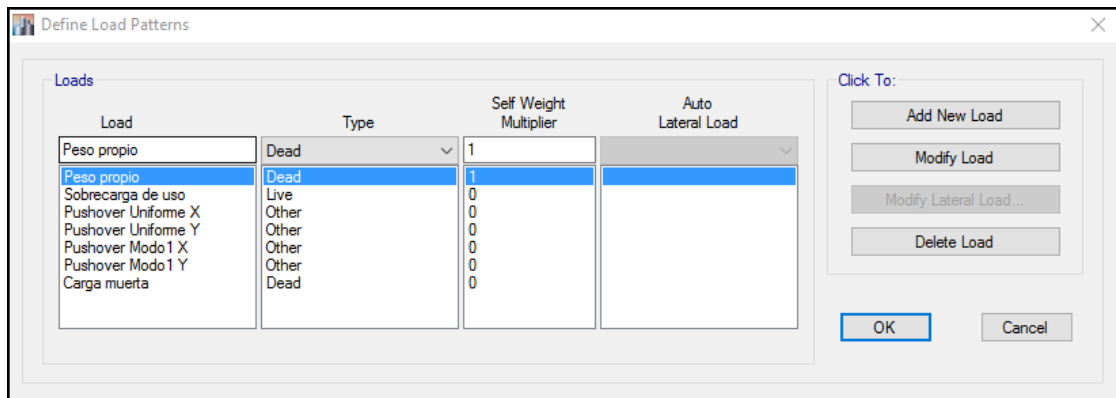 Define Load Patterns
Loads
Click To:
Load Type Self Weight Multiplier Auto Lateral Load
Peso propio Dead 1
Peso propio Dead 1
Sobrecarga de uso Live 0
Pushover Uniforme X Other 0
Pushover Uniforme Y Other 0
Pushover Modo1 X Other 0
Pushover Modo1 Y Other 0
Carga muerta Dead 0
Add New Load
Modify Load
Modify Lateral Load...
Delete Load
OK Cancel